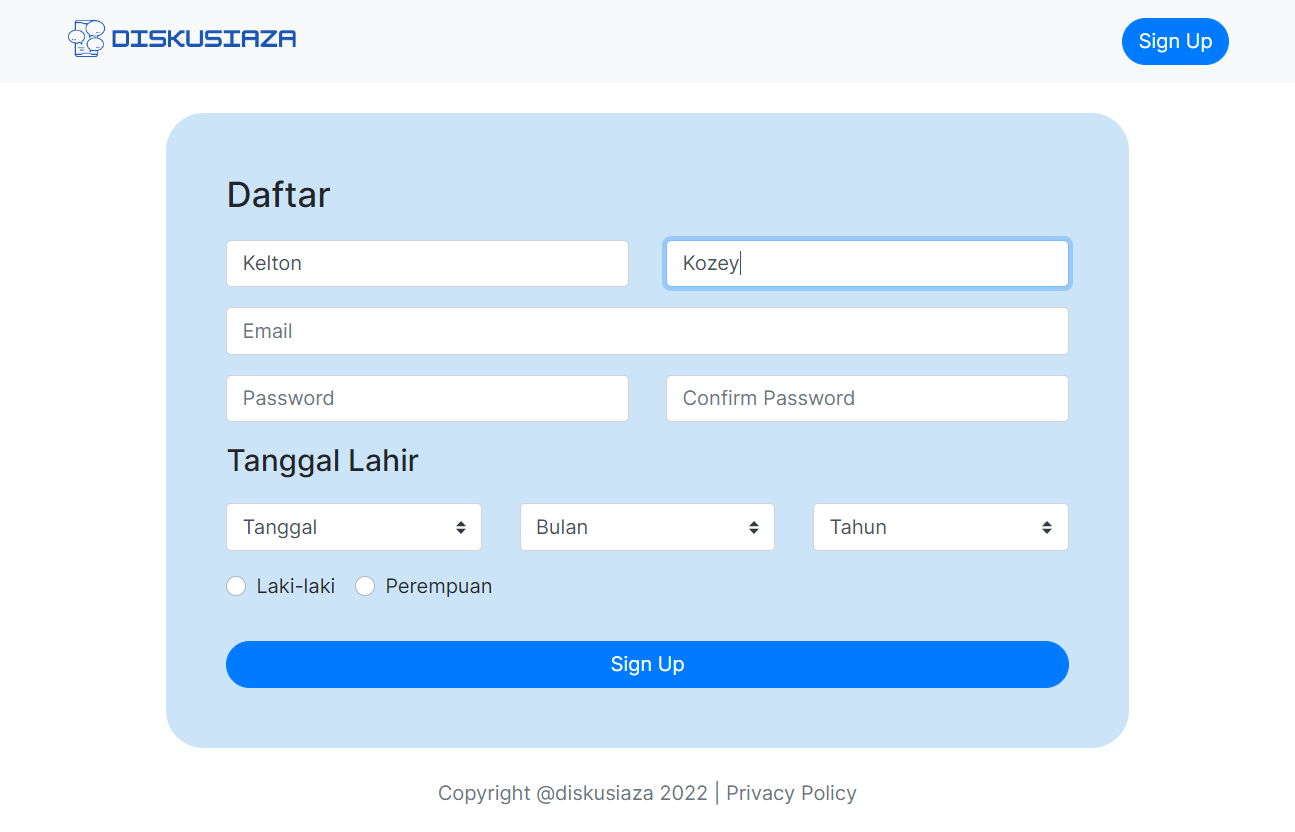 DISKUSIAZA
Sign Up
Daftar
Kelton
Kozey
Email
Password
Confirm Password
Tanggal Lahir
Tanggal
Bulan
Tahun
Laki-laki
Perempuan
Sign Up
Copyright @diskusiaza 2022 | Privacy Policy